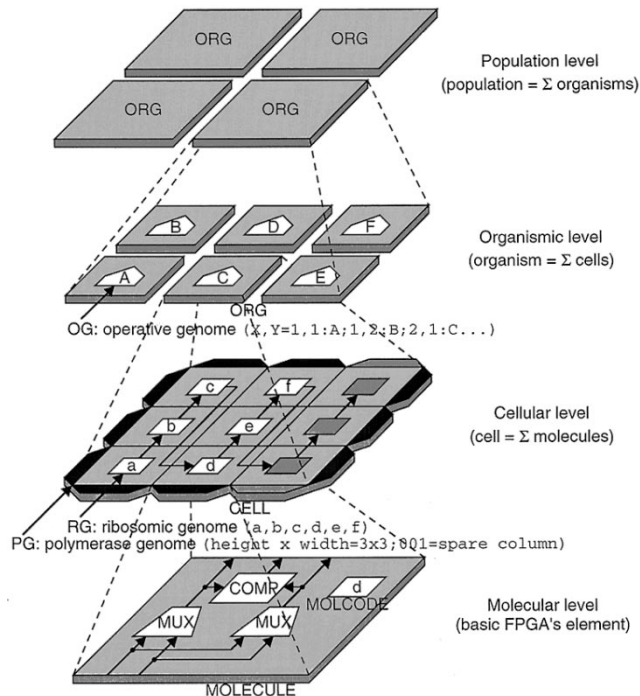 ORG ORG
ORG ORG
Population level
(population = Σ organisms)
B D F
A C E
Organismic level
(organism = Σ cells)
ORG
OG: operative genome (X,Y=1,1:A;1,2:B;2,1:C...)
c f
b e
a d
Cellular level
(cell = Σ molecules)
CELL
RG: ribosomic genome (a,b,c,d,e,f)
PG: polymerase genome (height x width=3x3;001=spare column)
COMR d
MOLCODE
MUX MUX
Molecular level
(basic FPGA's element)
MOLECULE